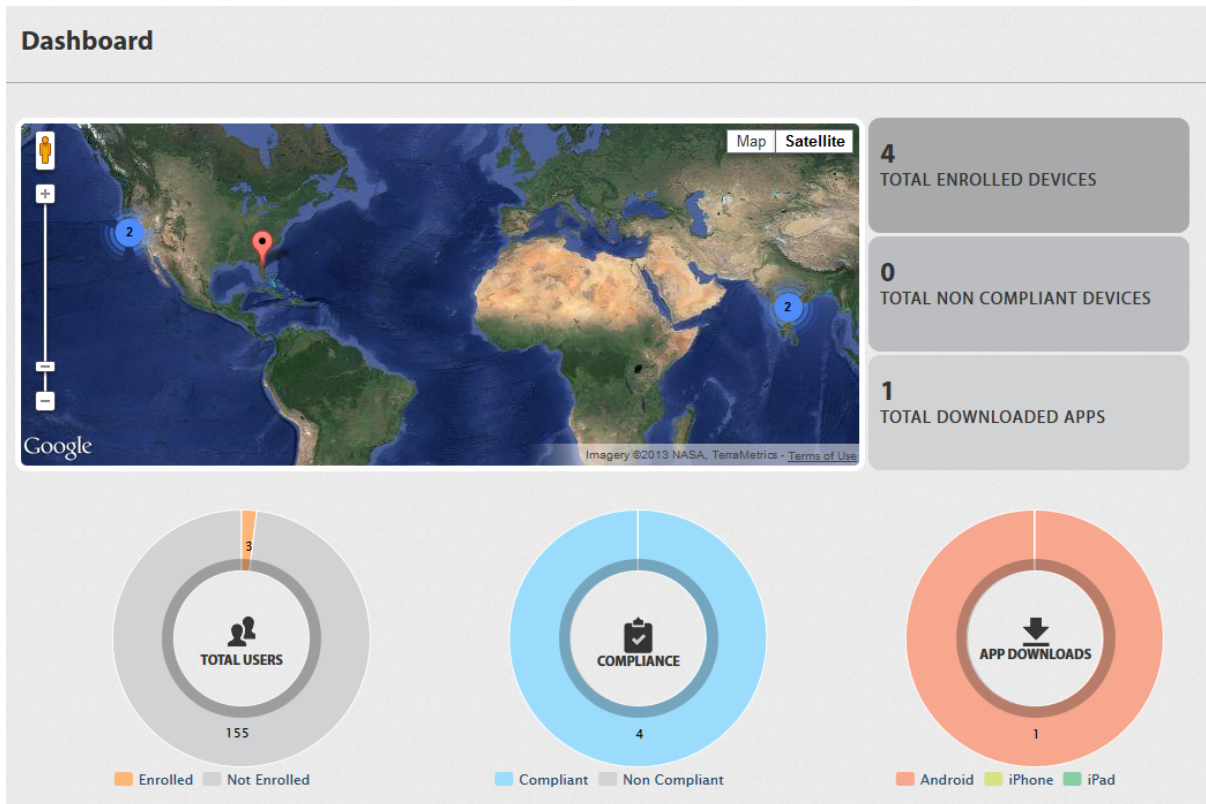 Dashboard
Map
Satellite
2
2
Google
Imagery ©2013 NASA, TerraMetrics - Terms of Use
4
TOTAL ENROLLED DEVICES
0
TOTAL NON COMPLIANT DEVICES
1
TOTAL DOWNLOADED APPS
3
TOTAL USERS
155
Enrolled
Not Enrolled
COMPLIANCE
4
Compliant
Non Compliant
APP DOWNLOADS
1
Android
iPhone
iPad